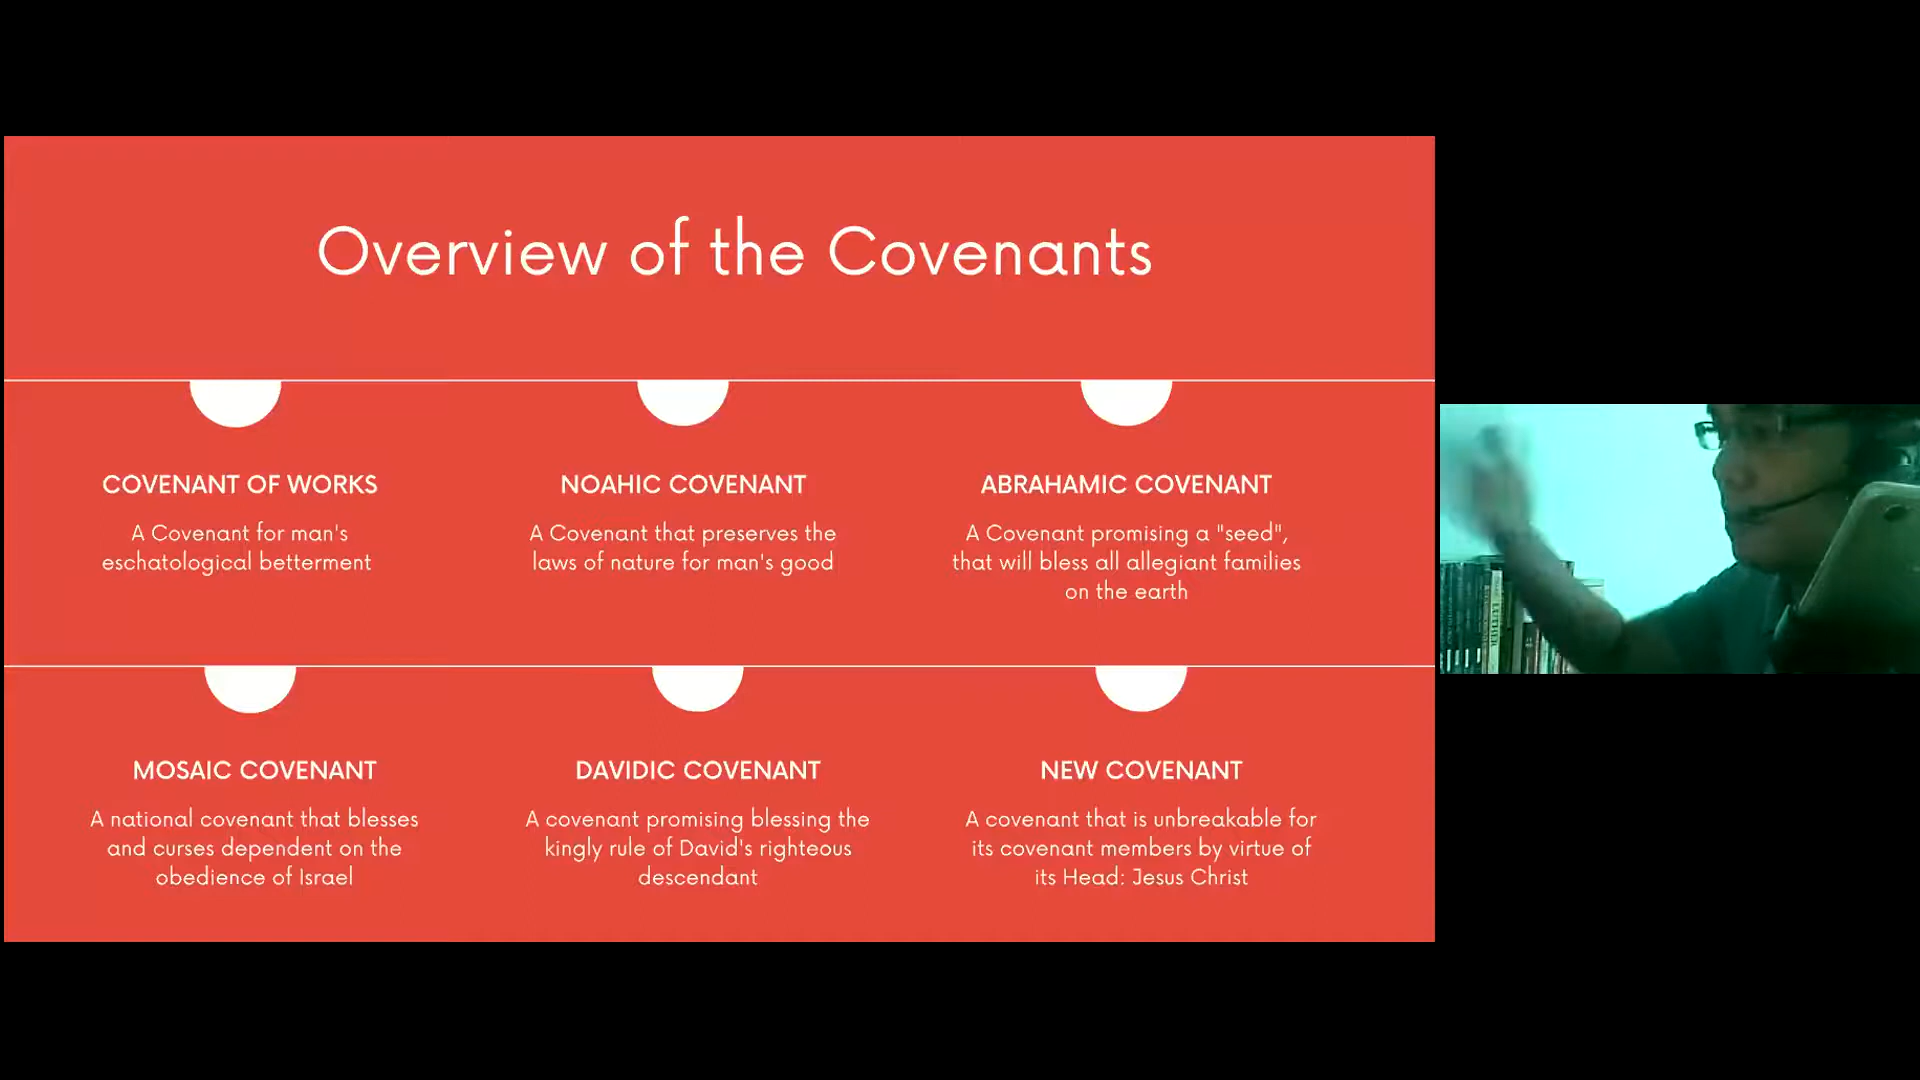 Overview of the Covenants
COVENANT OF WORKS
A Covenant for man's
eschatological betterment
NOAHIC COVENANT
A Covenant that preserves the
laws of nature for man's good
ABRAHAMIC COVENANT
A Covenant promising a "seed",
that will bless all allegiant families
on the earth
MOSAIC COVENANT
A national covenant that blesses
and curses dependent on the
obedience of Israel
DAVIDIC COVENANT
A covenant promising blessing the
kingly rule of David's righteous
descendant
NEW COVENANT
A covenant that is unbreakable for
its covenant members by virtue of
its Head: Jesus Christ